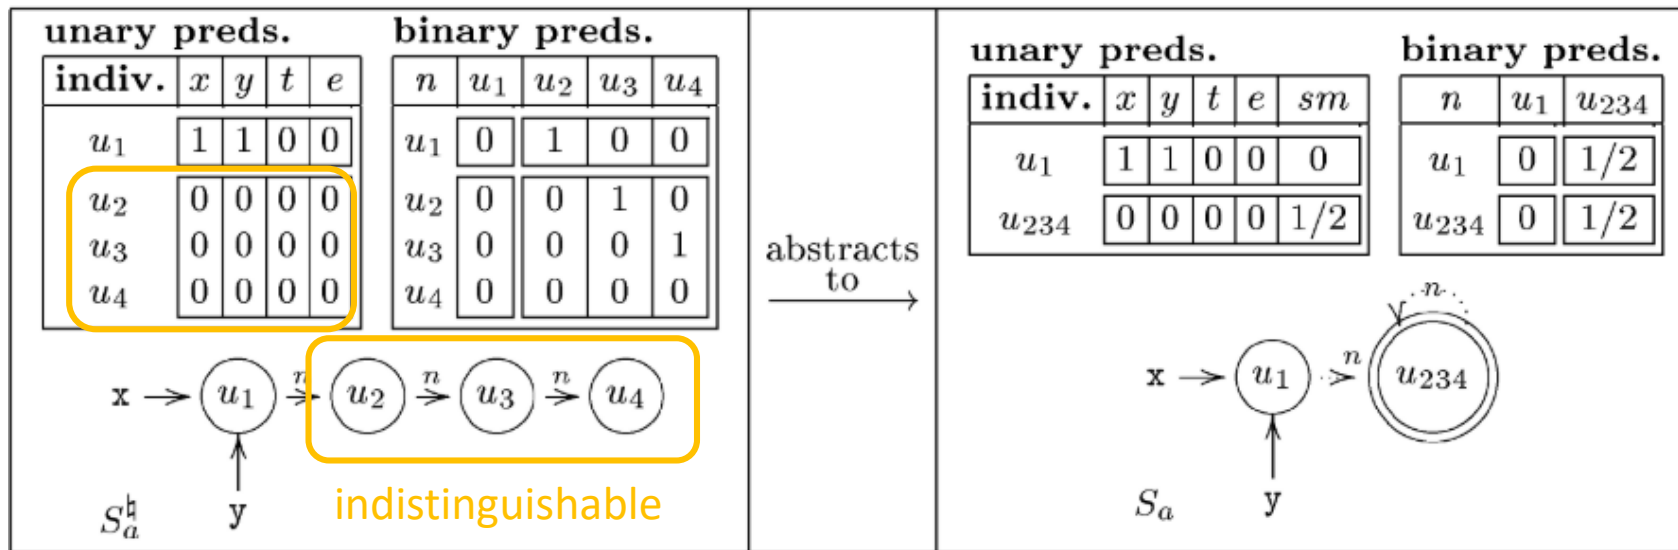 unary preds. binary preds.
indiv. x y t e
u₁ 1 1 0 0
u₂ 0 0 0 0
u₃ 0 0 0 0
u₄ 0 0 0 0
n u₁ u₂ u₃ u₄
u₁ 0 1 0 0
u₂ 0 0 1 0
u₃ 0 0 0 1
u₄ 0 0 0 0
x u₁ n u₂ n u₃ n u₄
y
indistinguishable
S♮ₐ
abstracts
to
unary preds. binary preds.
indiv. x y t e sm
u₁ 1 1 0 0 0
u₂₃₄ 0 0 0 0 1/2
n u₁ u₂₃₄
u₁ 0 1/2
u₂₃₄ 0 1/2
n
x u₁ n u₂₃₄
y
Sₐ